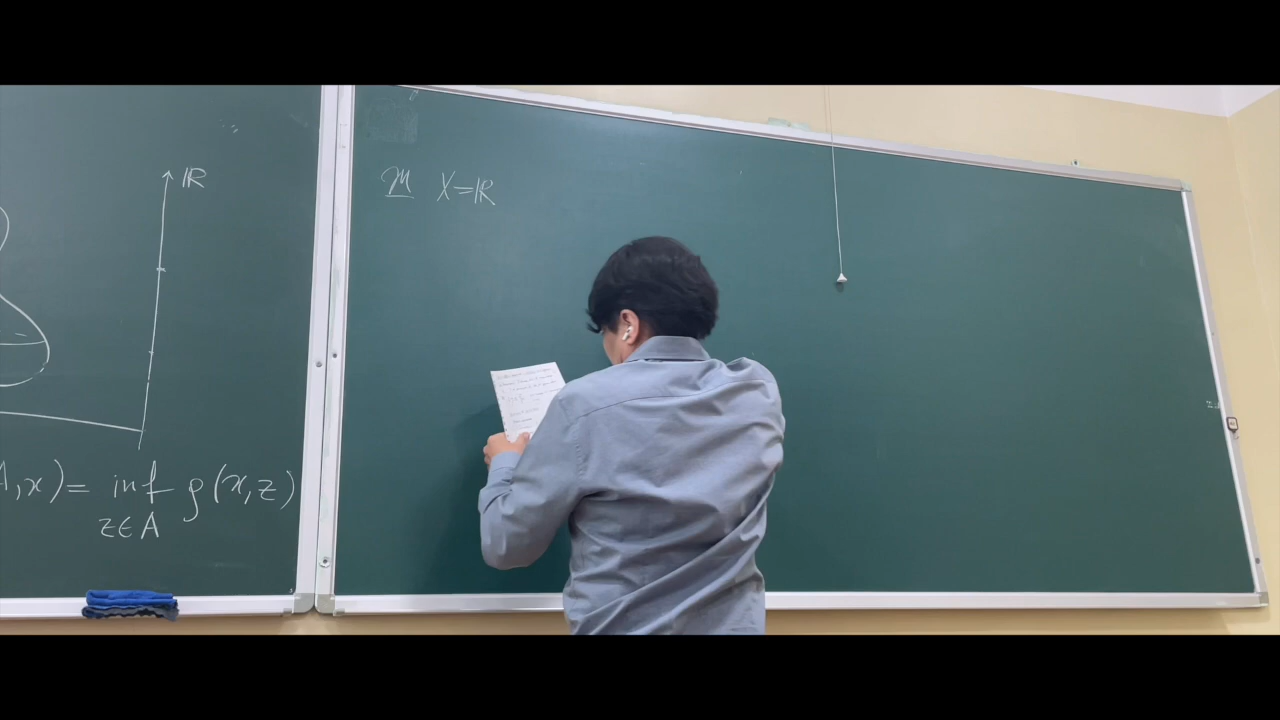 ℝ
A,x) = inf ρ(x,z)
z∈A
M X=ℝ